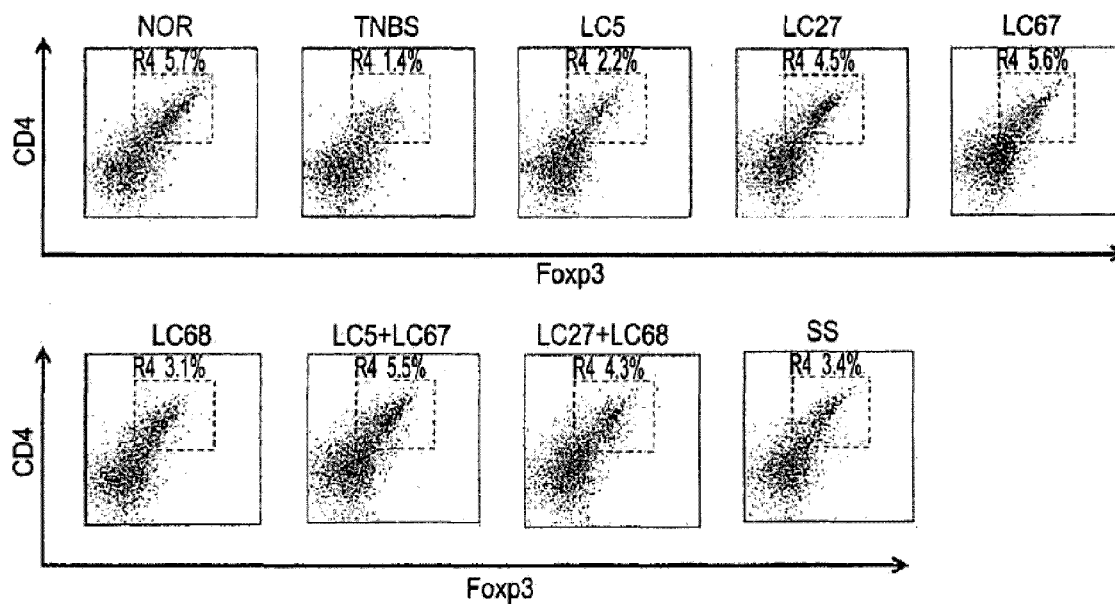 NOR TNBS LC5 LC27 LC67
R4 5.7% R4 1.4% R4 2.2% R4 4.5% R4 5.6%
CD4
Foxp3
LC68 LC5+LC67 LC27+LC68 SS
R4 3.1% R4 5.5% R4 4.3% R4 3.4%
CD4
Foxp3